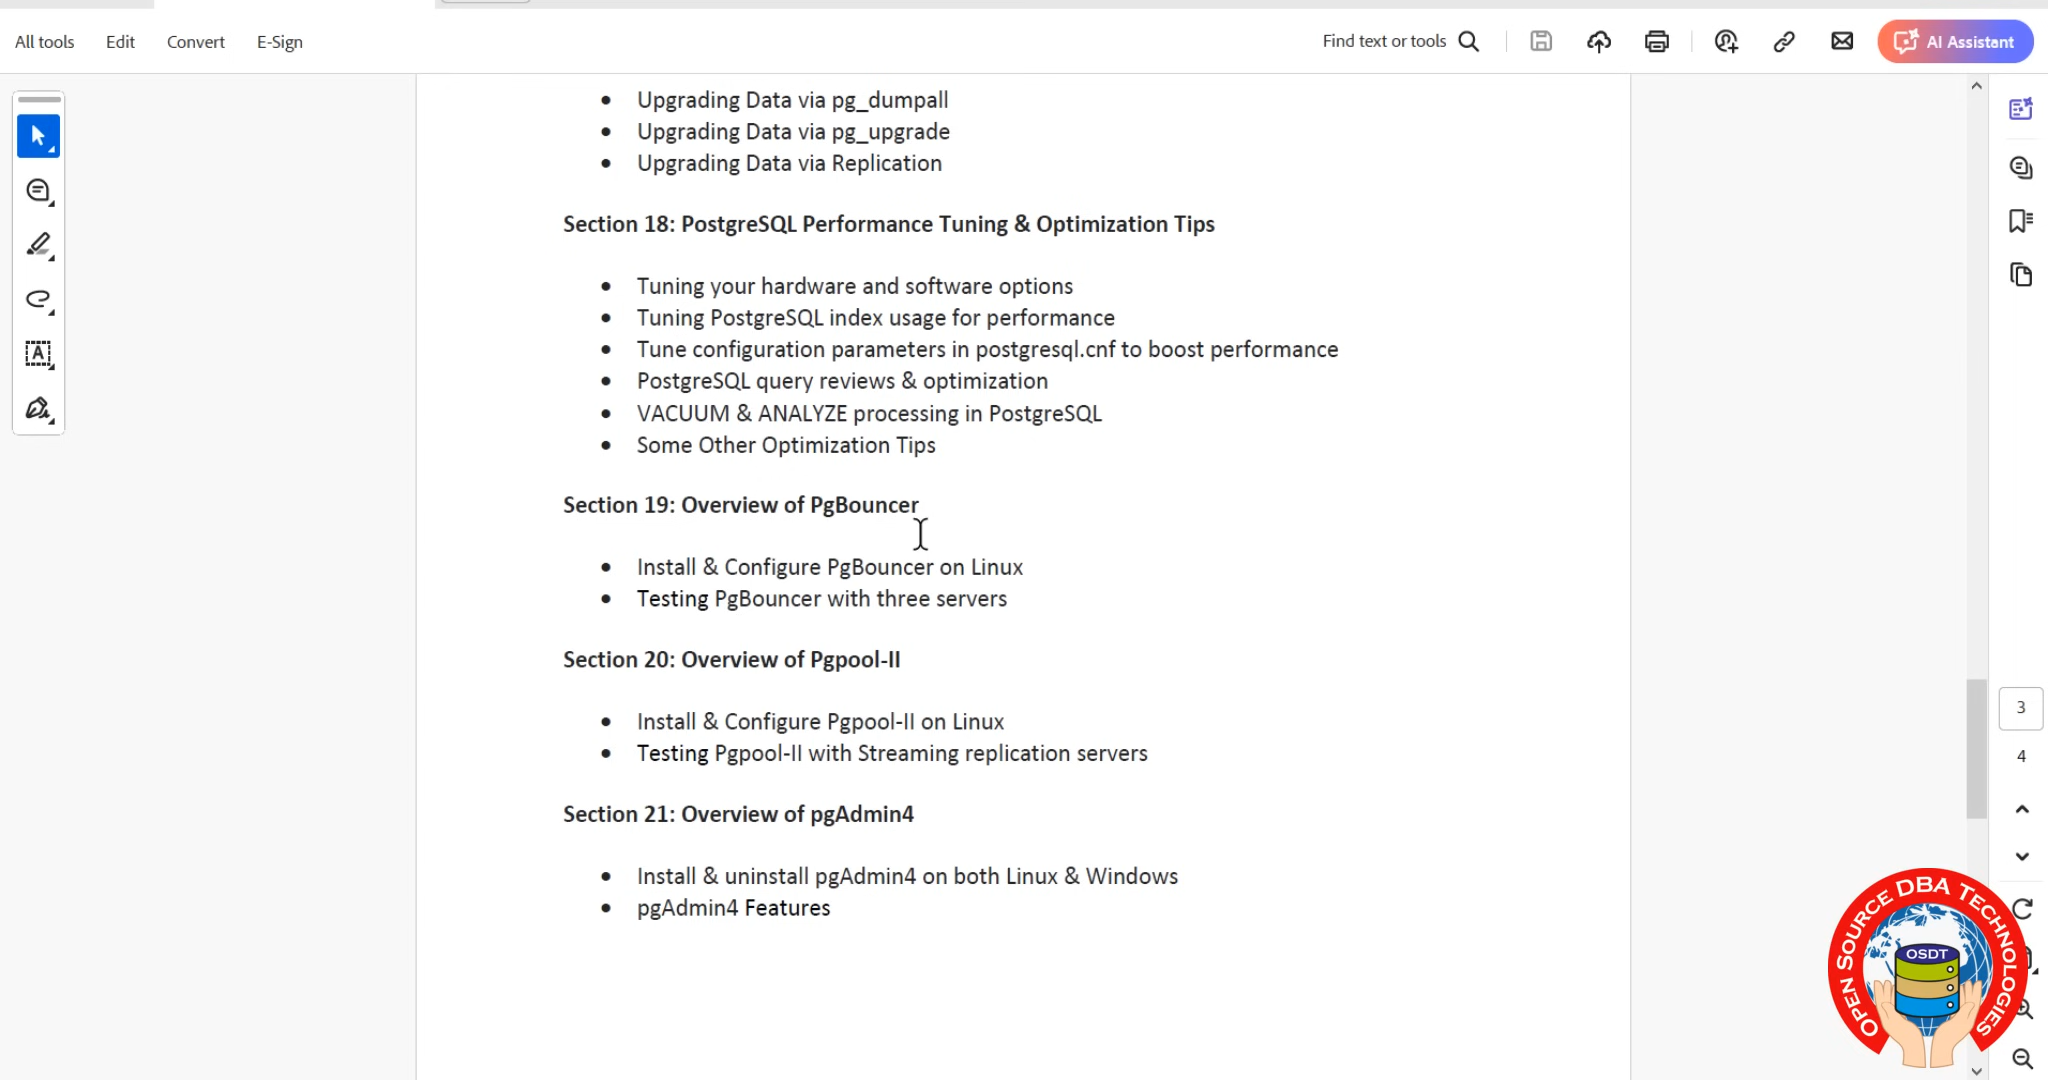 All tools Edit Convert E-Sign Find text or tools AI Assistant
Upgrading Data via pg_dumpall
Upgrading Data via pg_upgrade
Upgrading Data via Replication
Section 18: PostgreSQL Performance Tuning & Optimization Tips
Tuning your hardware and software options
Tuning PostgreSQL index usage for performance
Tune configuration parameters in postgresql.cnf to boost performance
PostgreSQL query reviews & optimization
VACUUM & ANALYZE processing in PostgreSQL
Some Other Optimization Tips
Section 19: Overview of PgBouncer
Install & Configure PgBouncer on Linux
Testing PgBouncer with three servers
Section 20: Overview of Pgpool-II
Install & Configure Pgpool-II on Linux
Testing Pgpool-II with Streaming replication servers
Section 21: Overview of pgAdmin4
Install & uninstall pgAdmin4 on both Linux & Windows
pgAdmin4 Features
3
4
OPEN SOURCE DBA TECHNOLOGIES
OSDT